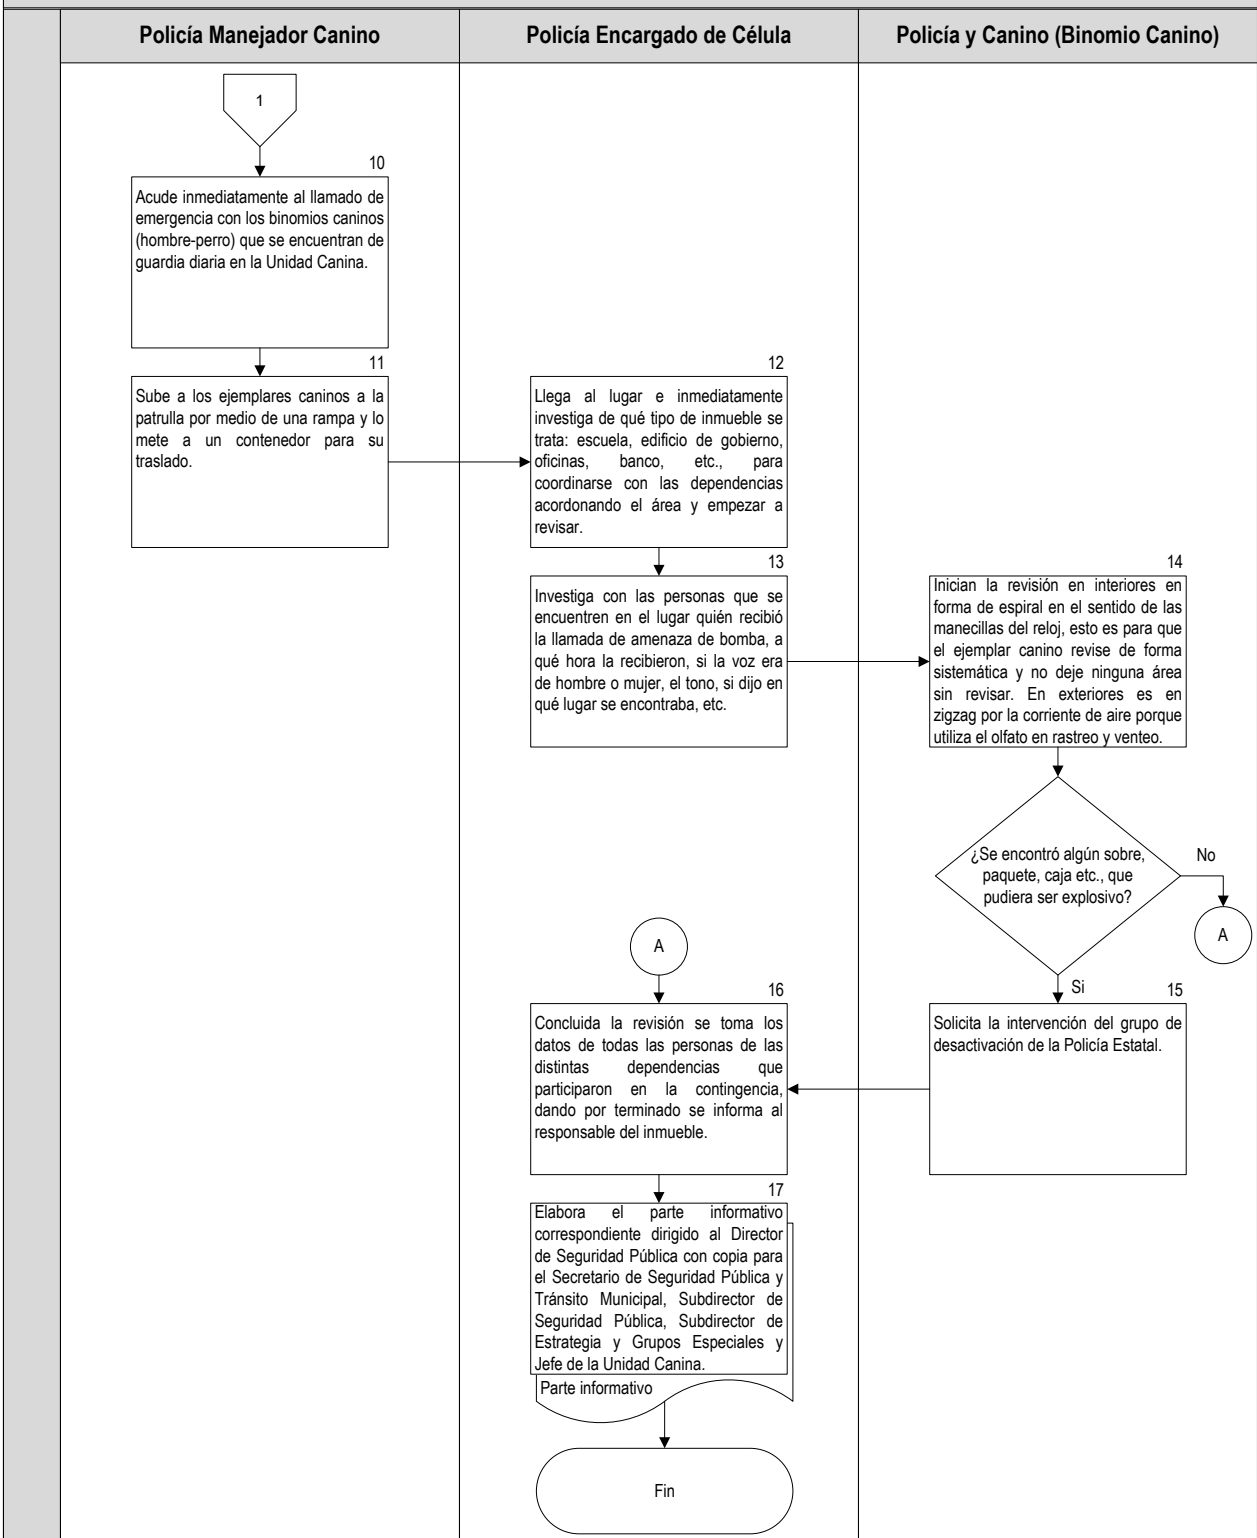 Policía Manejador Canino
Policía Encargado de Célula
Policía y Canino (Binomio Canino)
1
10
Acude inmediatamente al llamado de
emergencia con los binomios caninos
(hombre-perro) que se encuentran de
guardia diaria en la Unidad Canina.
11
Sube a los ejemplares caninos a la
patrulla por medio de una rampa y lo
mete a un contenedor para su
traslado.
12
Llega al lugar e inmediatamente
investiga de qué tipo de inmueble se
trata: escuela, edificio de gobierno,
oficinas, banco, etc., para
coordinarse con las dependencias
acordonando el área y empezar a
revisar.
13
Investiga con las personas que se
encuentren en el lugar quién recibió
la llamada de amenaza de bomba, a
qué hora la recibieron, si la voz era
de hombre o mujer, el tono, si dijo en
qué lugar se encontraba, etc.
14
Inician la revisión en interiores en
forma de espiral en el sentido de las
manecillas del reloj, esto es para que
el ejemplar canino revise de forma
sistemática y no deje ninguna área
sin revisar. En exteriores es en
zigzag por la corriente de aire porque
utiliza el olfato en rastreo y venteo.
¿Se encontró algún sobre,
paquete, caja etc., que
pudiera ser explosivo?
No
A
Si
15
Solicita la intervención del grupo de
desactivación de la Policía Estatal.
A
16
Concluida la revisión se toma los
datos de todas las personas de las
distintas dependencias que
participaron en la contingencia,
dando por terminado se informa al
responsable del inmueble.
17
Elabora el parte informativo
correspondiente dirigido al Director
de Seguridad Pública con copia para
el Secretario de Seguridad Pública y
Tránsito Municipal, Subdirector de
Seguridad Pública, Subdirector de
Estrategia y Grupos Especiales y
Jefe de la Unidad Canina.
Parte informativo
Fin